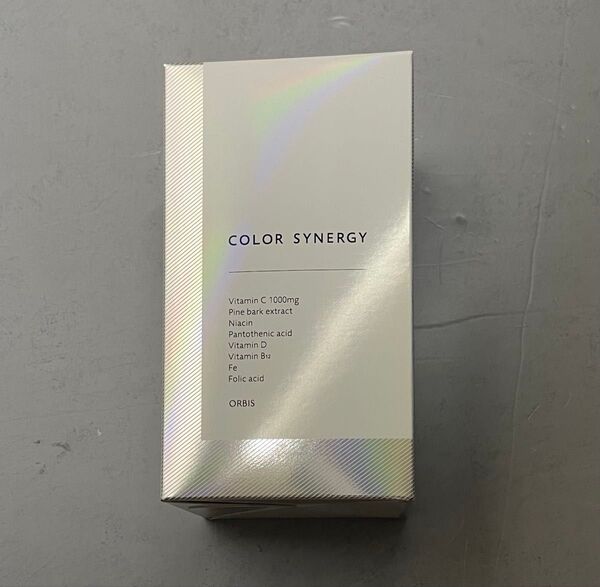 COLOR SYNERGY
Vitamin C 1000mg
Pine bark extract
Niacin
Pantothenic acid
Vitamin D
Vitamin B₁₂
Fe
Folic acid
ORBIS